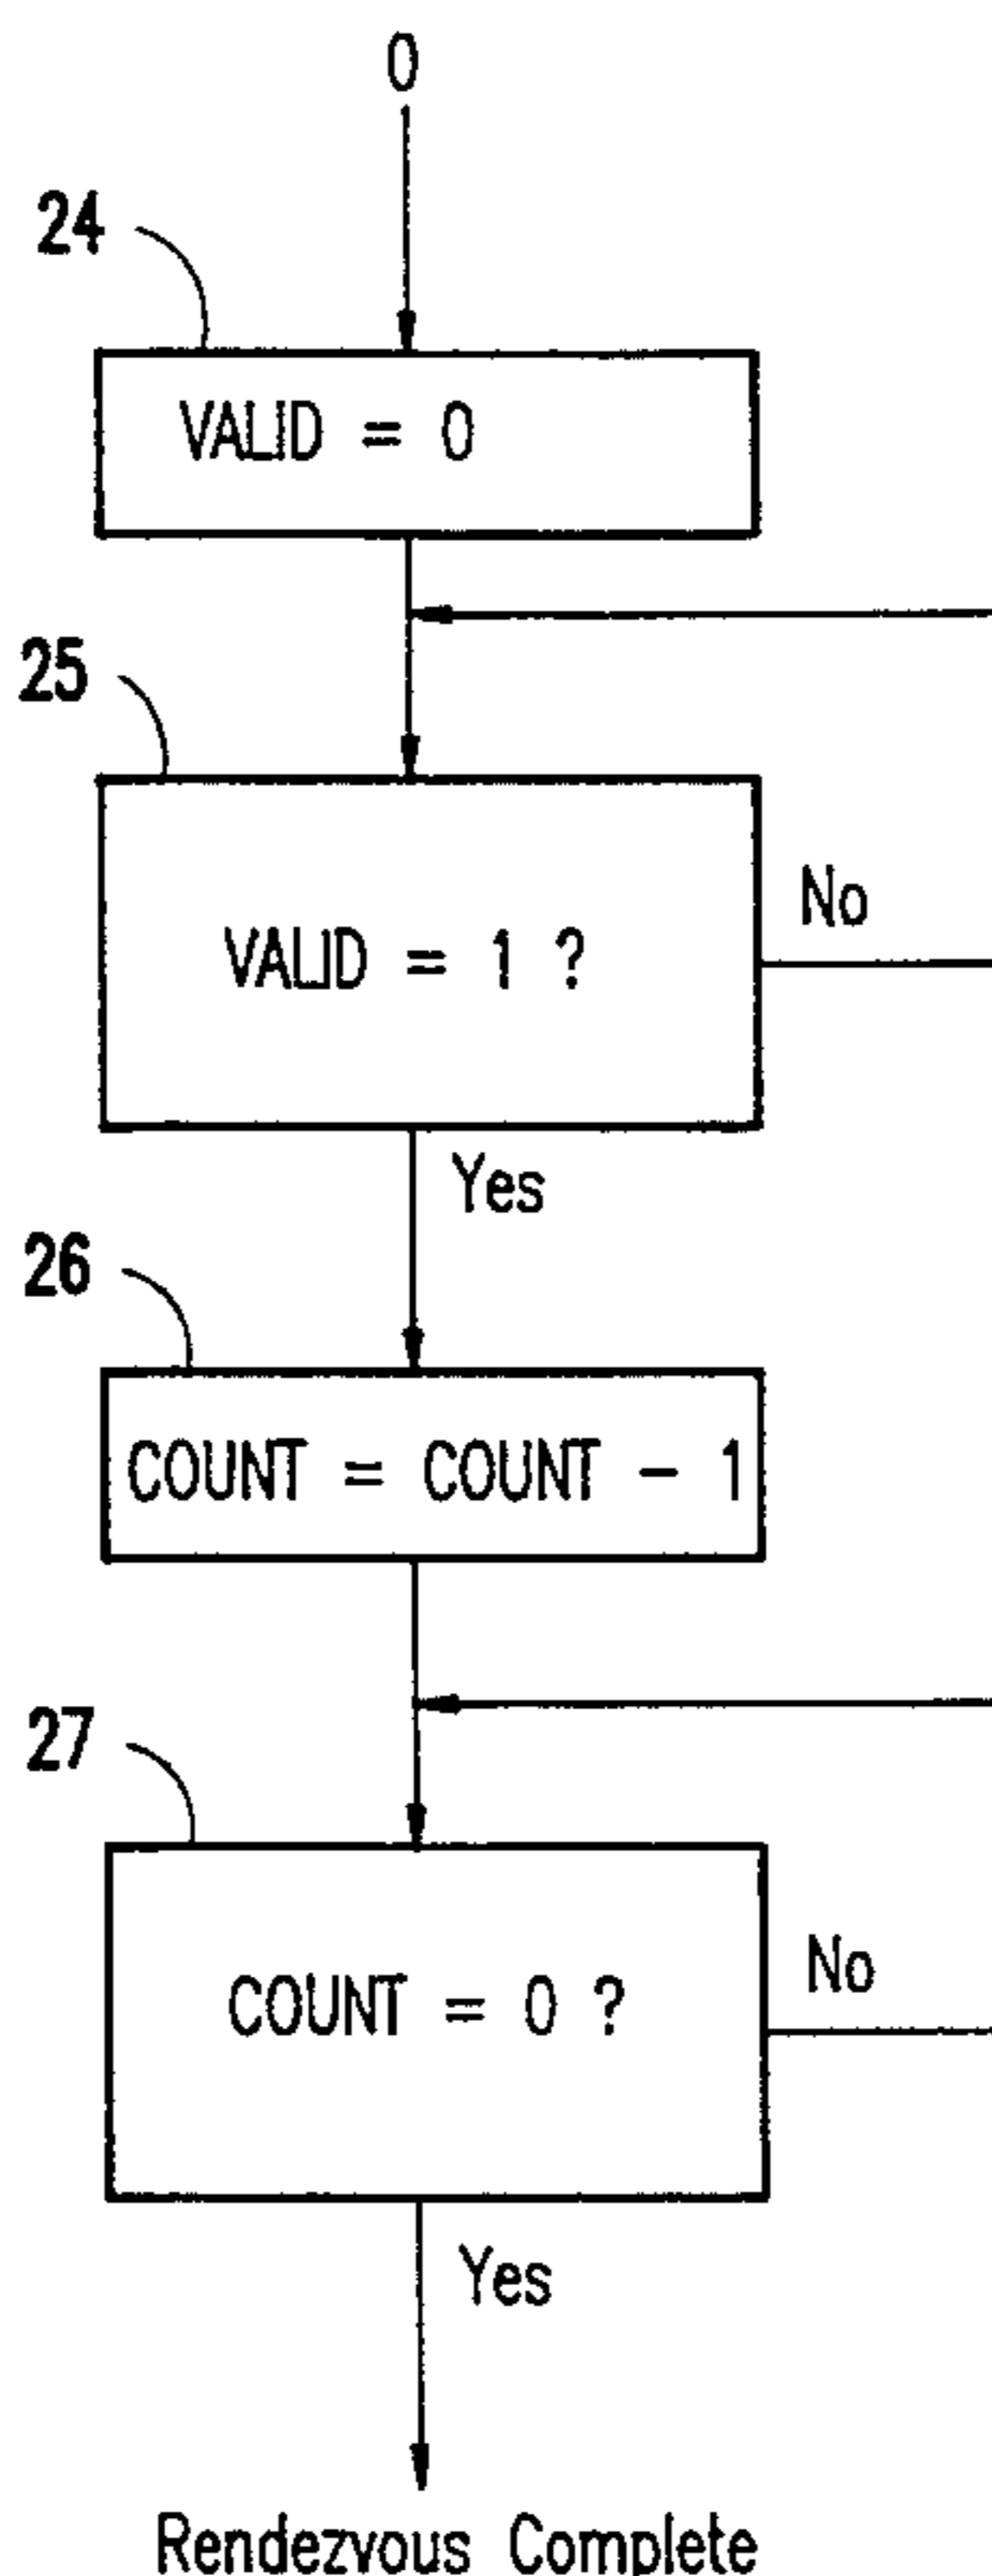 0
24
VALID = 0
25
VALID = 1 ?
No
Yes
26
COUNT = COUNT - 1
27
COUNT = 0 ?
No
Yes
Rendezvous Complete